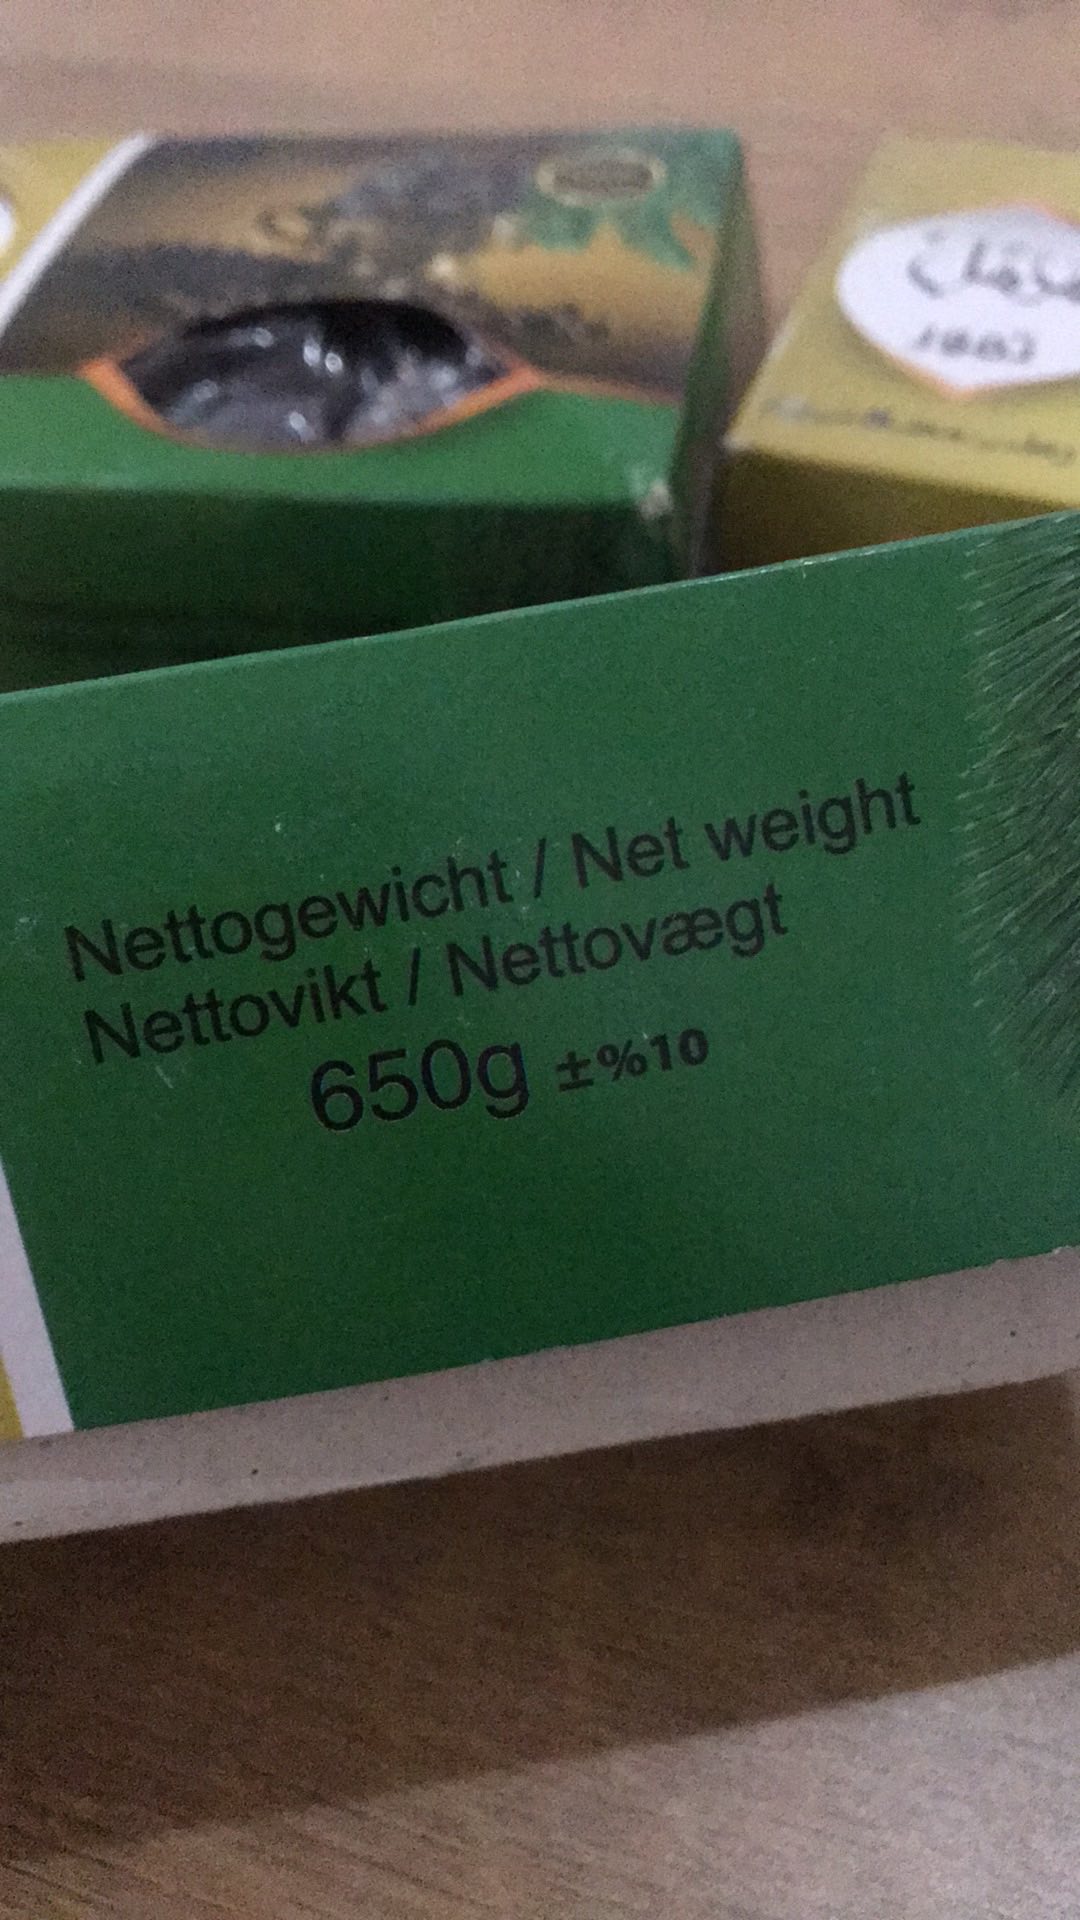 Nettogewicht / Net weight
Nettovikt / Nettovægt
650g ±%10